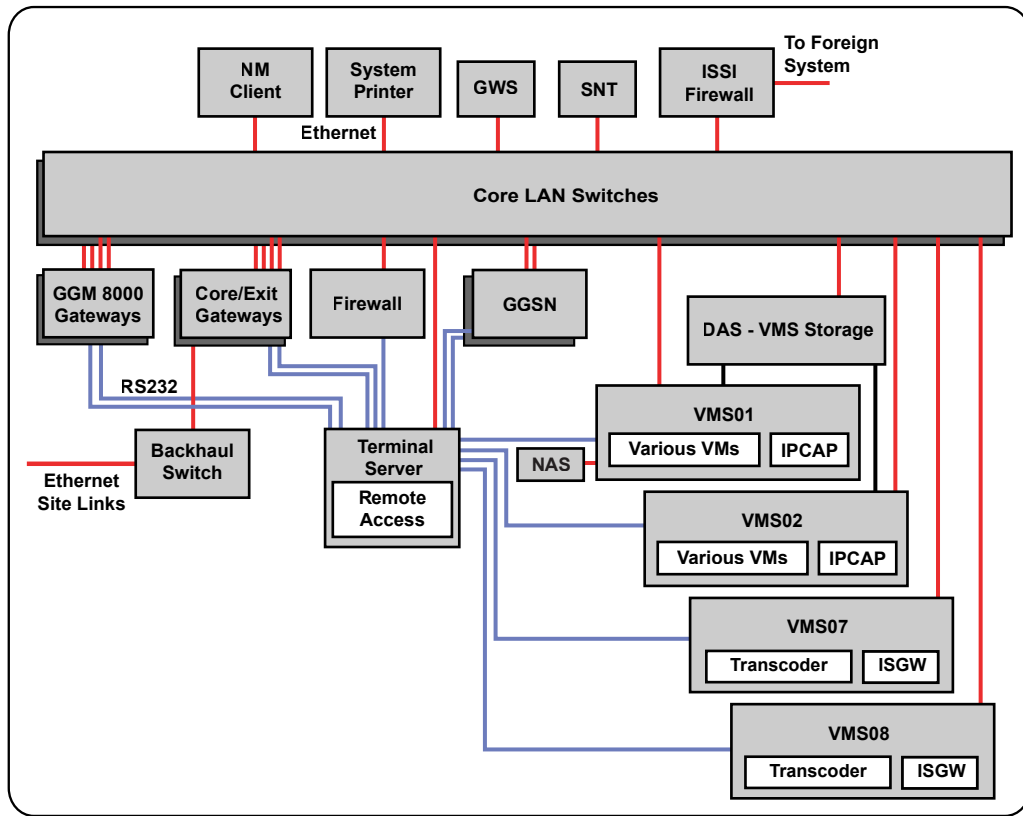 NM
Client
System
Printer
GWS
SNT
ISSI
Firewall
To Foreign
System
Ethernet
Core LAN Switches
GGM 8000
Gateways
Core/Exit
Gateways
Firewall
GGSN
DAS - VMS Storage
RS232
Backhaul
Switch
Ethernet
Site Links
Terminal
Server
Remote
Access
NAS
VMS01
Various VMs
IPCAP
VMS02
Various VMs
IPCAP
VMS07
Transcoder
ISGW
VMS08
Transcoder
ISGW